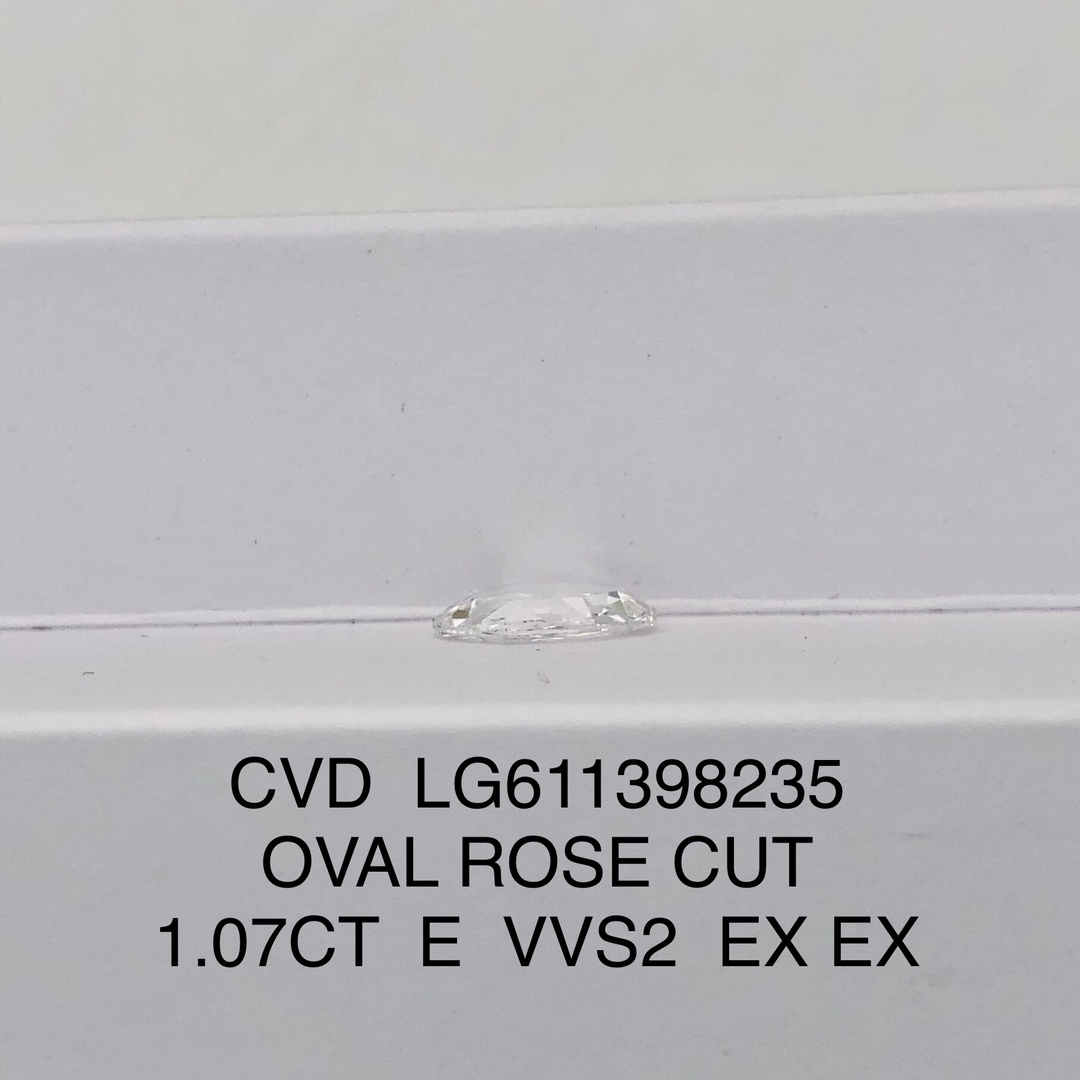 CVD LG611398235
OVAL ROSE CUT
1.07CT E VVS2 EX EX